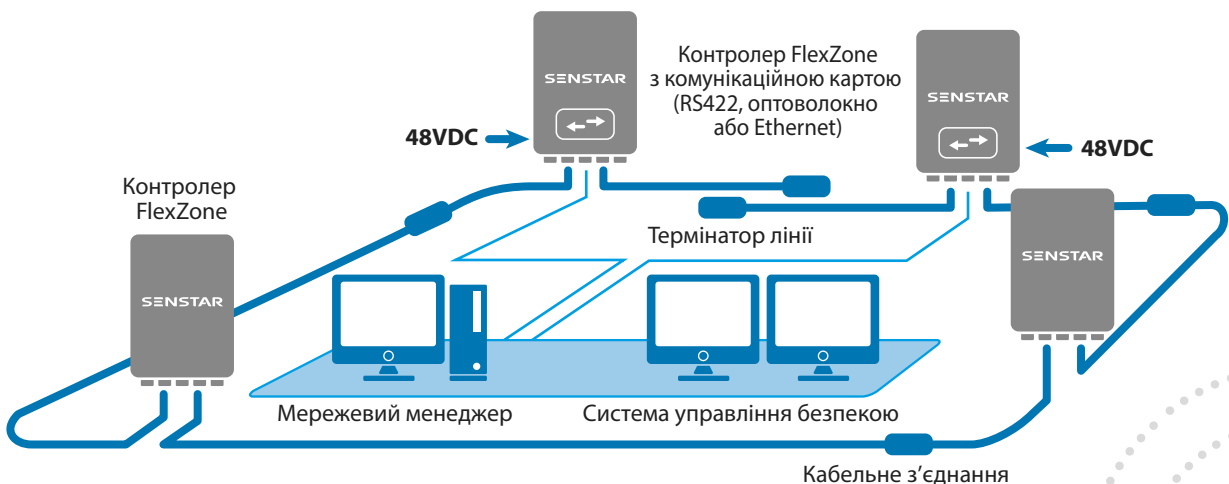 SENSTAR
Контролер FlexZone
з комунікаційною картою
(RS422, оптоволокно
або Ethernet)
SENSTAR
48VDC
48VDC
Контролер
FlexZone
Термінатор лінії
SENSTAR
SENSTAR
Мережевий менеджер
Система управління безпекою
Кабельне з’єднання